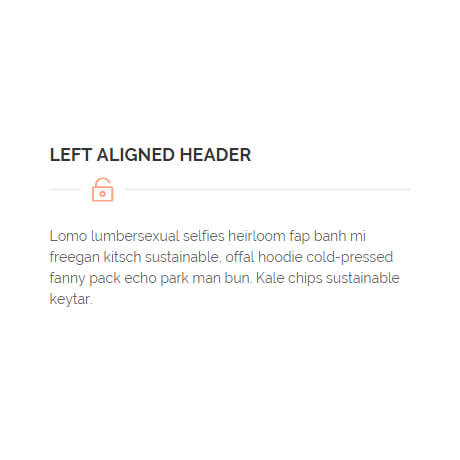 LEFT ALIGNED HEADER
Lomo lumbersexual selfies heirloom fap banh mi
freegan kitsch sustainable, offal hoodie cold-pressed
fanny pack echo park man bun. Kale chips sustainable
keytar.